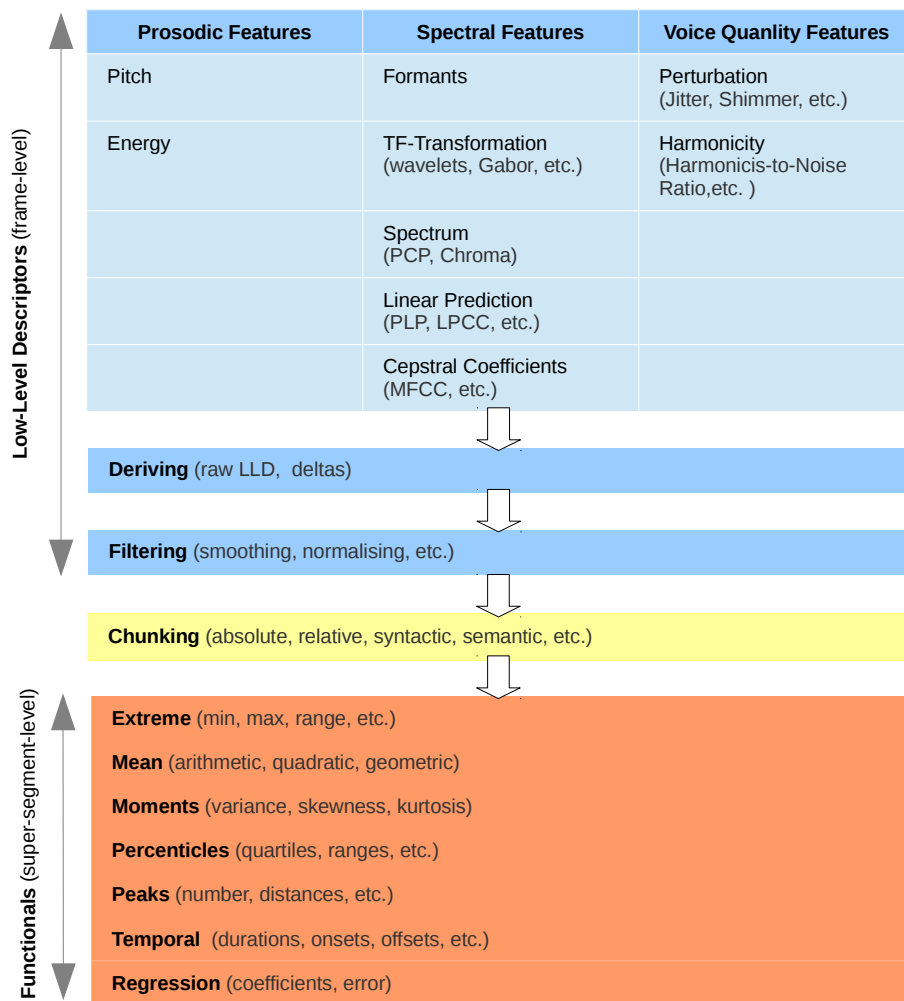 Prosodic Features
Spectral Features
Voice Quanlity Features
Pitch
Formants
Perturbation
(Jitter, Shimmer, etc.)
Energy
TF-Transformation
(wavelets, Gabor, etc.)
Harmonicity
(Harmonicis-to-Noise
Ratio,etc. )
Spectrum
(PCP, Chroma)
Linear Prediction
(PLP, LPCC, etc.)
Cepstral Coefficients
(MFCC, etc.)
Low-Level Descriptors (frame-level)
Deriving (raw LLD, deltas)
Filtering (smoothing, normalising, etc.)
Chunking (absolute, relative, syntactic, semantic, etc.)
Functionals (super-segment-level)
Extreme (min, max, range, etc.)
Mean (arithmetic, quadratic, geometric)
Moments (variance, skewness, kurtosis)
Percenticles (quartiles, ranges, etc.)
Peaks (number, distances, etc.)
Temporal (durations, onsets, offsets, etc.)
Regression (coefficients, error)